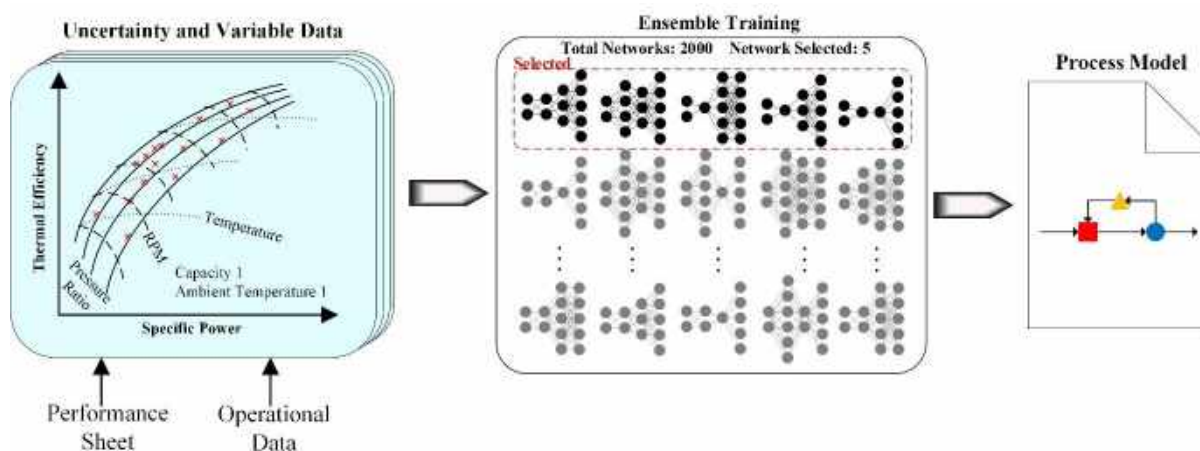 Uncertainty and Variable Data
Thermal Efficiency
Temperature
RPM
Pressure
Ratio
Capacity 1
Ambient Temperature 1
Specific Power
Performance
Sheet
Operational
Data
Ensemble Training
Total Networks: 2000 Network Selected: 5
Selected
Process Model